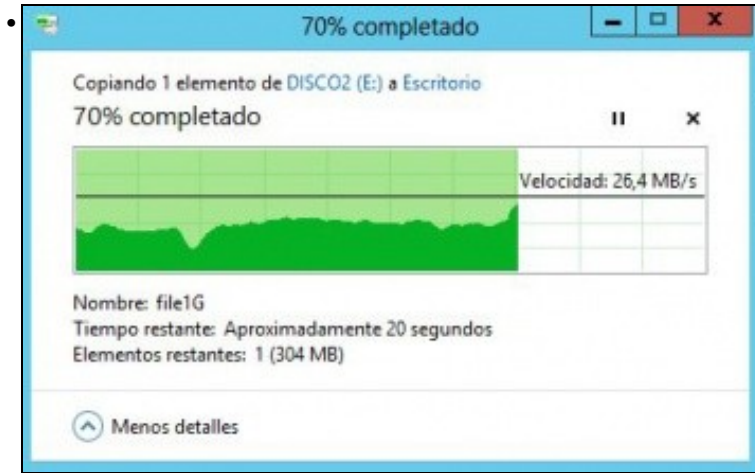 70% completado
Copiando 1 elemento de DISCO2 (E:) a Escritorio
70% completado
Velocidad: 26,4 MB/s
Nombre: file1G
Tiempo restante: Aproximadamente 20 segundos
Elementos restantes: 1 (304 MB)
Menos detalles